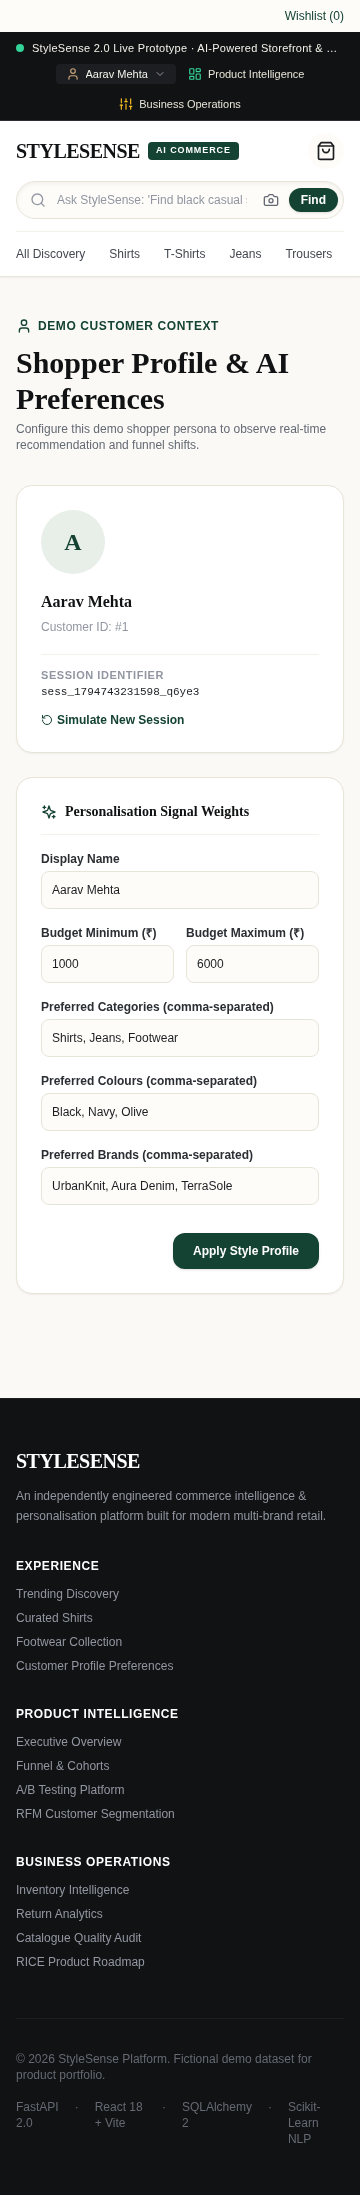 Wishlist (0)
StyleSense 2.0 Live Prototype · AI-Powered Storefront & ...
Aarav Mehta
Product Intelligence
Business Operations
STYLESENSE
AI COMMERCE
Ask StyleSense: 'Find black casual
Find
All Discovery
Shirts
T-Shirts
Jeans
Trousers
DEMO CUSTOMER CONTEXT
Shopper Profile & AI
Preferences
Configure this demo shopper persona to observe real-time
recommendation and funnel shifts.
A
Aarav Mehta
Customer ID: #1
SESSION IDENTIFIER
sess_1794743231598_q6ye3
Simulate New Session
Personalisation Signal Weights
Display Name
Aarav Mehta
Budget Minimum (₹)
Budget Maximum (₹)
1000
6000
Preferred Categories (comma-separated)
Shirts, Jeans, Footwear
Preferred Colours (comma-separated)
Black, Navy, Olive
Preferred Brands (comma-separated)
UrbanKnit, Aura Denim, TerraSole
Apply Style Profile
STYLESENSE
An independently engineered commerce intelligence &
personalisation platform built for modern multi-brand retail.
EXPERIENCE
Trending Discovery
Curated Shirts
Footwear Collection
Customer Profile Preferences
PRODUCT INTELLIGENCE
Executive Overview
Funnel & Cohorts
A/B Testing Platform
RFM Customer Segmentation
BUSINESS OPERATIONS
Inventory Intelligence
Return Analytics
Catalogue Quality Audit
RICE Product Roadmap
© 2026 StyleSense Platform. Fictional demo dataset for
product portfolio.
FastAPI 2.0 · React 18 + Vite · SQLAlchemy 2 · Scikit-Learn NLP